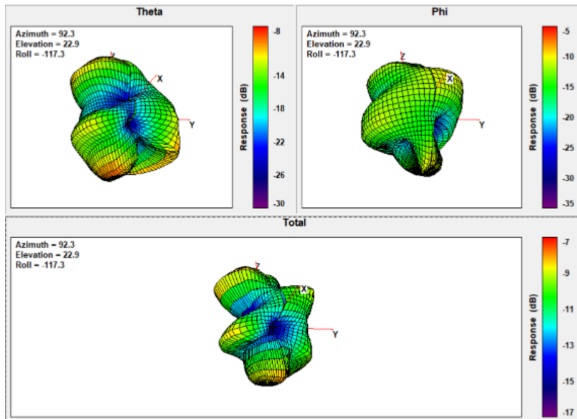 Theta
Azimuth = 92.3
Elevation = 22.9
Roll = -117.3
X
Y
-8
-14
-18
-22
-26
-30
Response (dB)
Phi
Azimuth = 92.3
Elevation = 22.9
Roll = -117.3
Z
X
Y
-5
-10
-15
-20
-25
-30
-35
Response (dB)
Total
Azimuth = 92.3
Elevation = 22.9
Roll = -117.3
Z
X
Y
-7
-9
-11
-13
-15
-17
Response (dB)